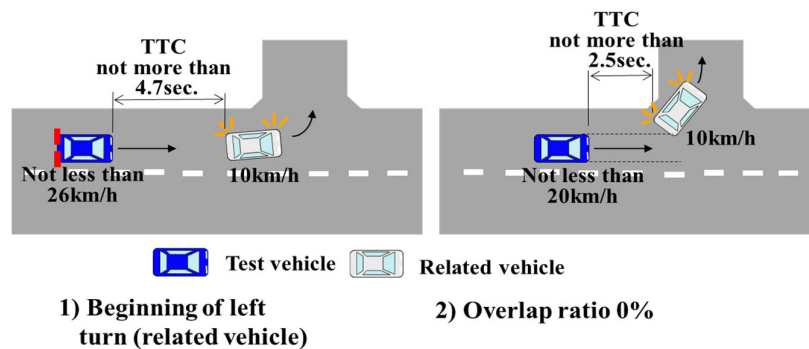 TTC
not more than
4.7sec.
Not less than
26km/h
10km/h
TTC
not more than
2.5sec.
10km/h
Not less than
20km/h
Test vehicle
Related vehicle
1) Beginning of left
turn (related vehicle)
2) Overlap ratio 0%